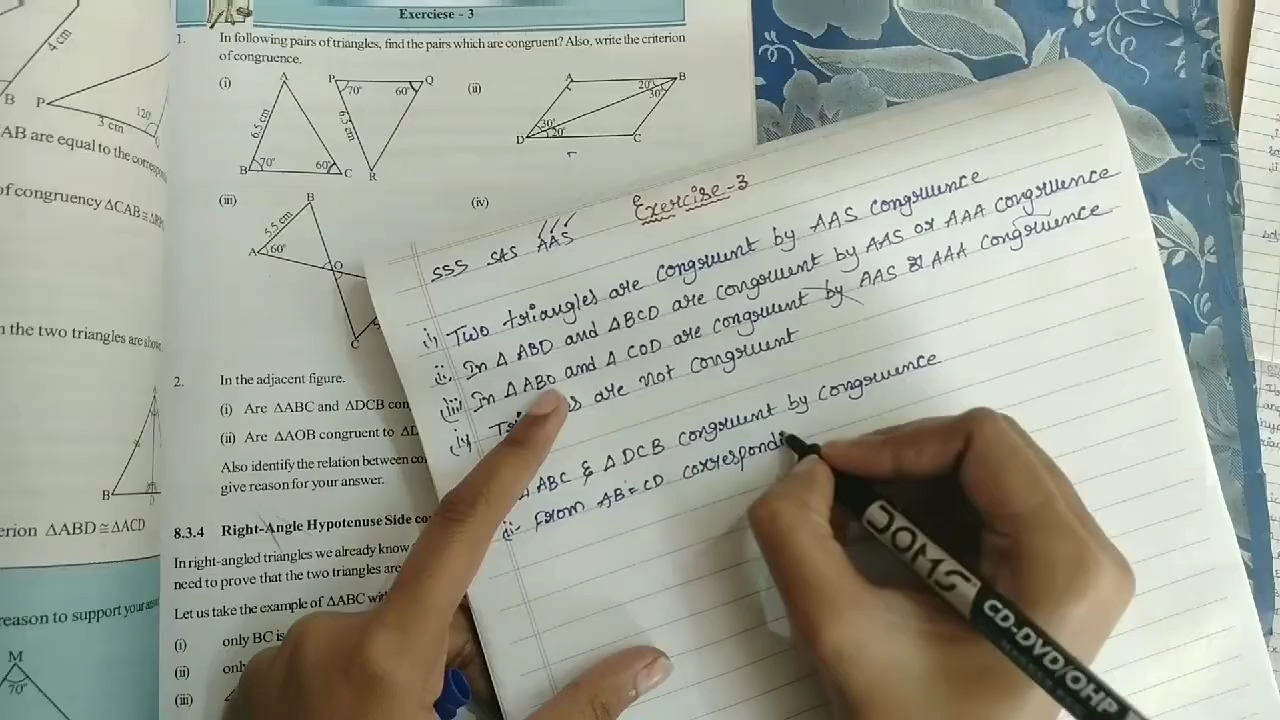 Exerciese - 3
1. In following pairs of triangles, find the pairs which are congruent? Also, write the criterion
of congruence.
(i)
A
P
Q
70°
60°
6.5 cm
6.5 cm
B
70°
60°
C
R
(ii)
A
B
20°
30°
30°
20°
D
C
(iii)
B
5.5 cm
A
60°
O
C
(iv)
2. In the adjacent figure.
(i) Are ΔABC and ΔDCB con
(ii) Are ΔAOB congruent to ΔD
Also identify the relation between co
give reason for your answer.
8.3.4 Right-Angle Hypotenuse Side co
In right-angled triangles we already know
need to prove that the two triangles are
Let us take the example of ΔABC wit
(i) only BC is
(ii) onl
(iii)
4 cm
B
P
3 cm
120°
AB are equal to the correspo
of congruency ΔCAB≅Δ
n the two triangles are show
A
B
D
erion ΔABD≅ΔACD
reason to support your
M
70°
Exercise-3
SSS SAS AAS
i) Two triangles are congruent by AAS congruence
ii. In Δ ABD and ΔBCD are congruent by AAS or AAA congruence
(iii) In Δ ABO and Δ COD are congruent by AAS & AAA congruence
(iv are not congruent
ABC & Δ DCB congruent by congruence
ii- from AB=CD correspondi
DOMS
CD-DVD/OHP